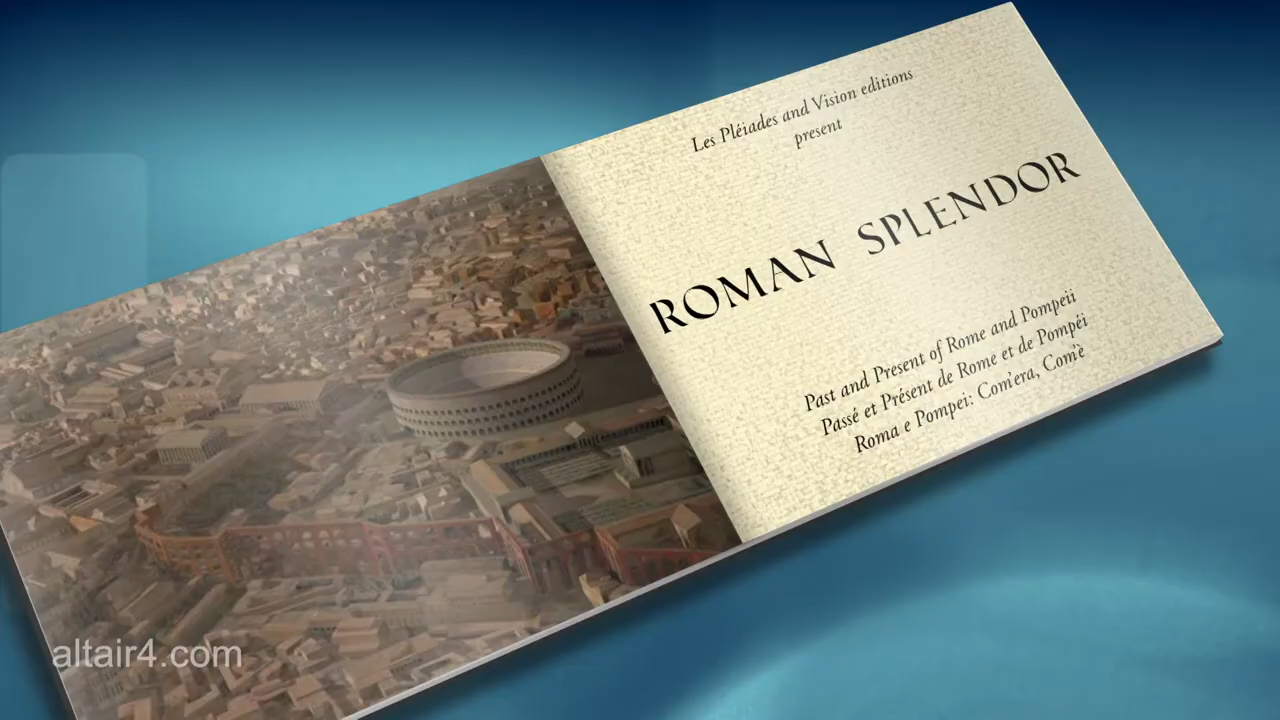 Les Pléiades and Vision editions
present
ROMAN SPLENDOR
Past and Present of Rome and Pompeii
Passé et Présent de Rome et de Pompéi
Roma e Pompei: Com'era, Com'è
altair4.com